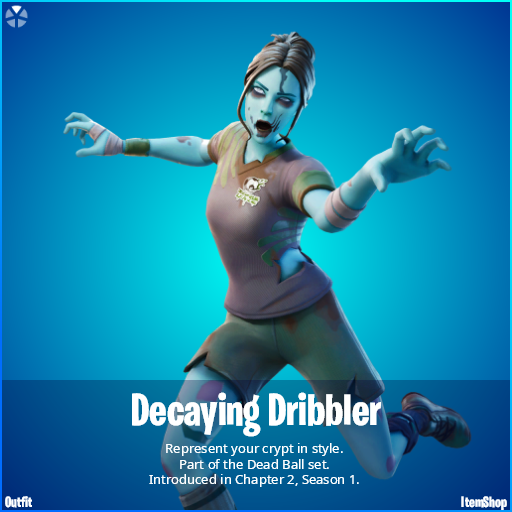 Decaying Dribbler
Represent your crypt in style.
Part of the Dead Ball set.
Introduced in Chapter 2, Season 1.
Outfit
ItemShop